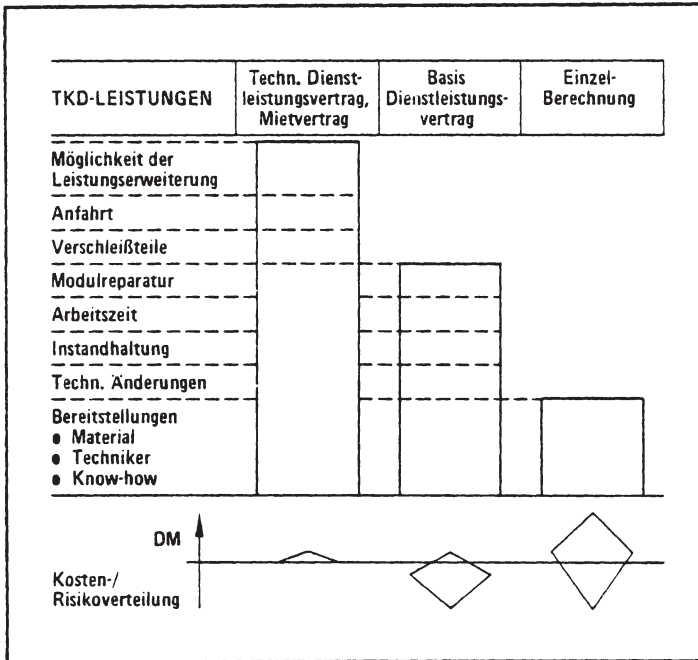 TKD-LEISTUNGEN
Techn. Dienst-
leistungsvertrag,
Mietvertrag
Basis
Dienstleistungs-
vertrag
Einzel-
Berechnung
Möglichkeit der
Leistungserweiterung
Anfahrt
Verschleißteile
Modulreparatur
Arbeitszeit
Instandhaltung
Techn. Änderungen
Bereitstellungen
● Material
● Techniker
● Know-how
DM
Kosten-/
Risikoverteilung